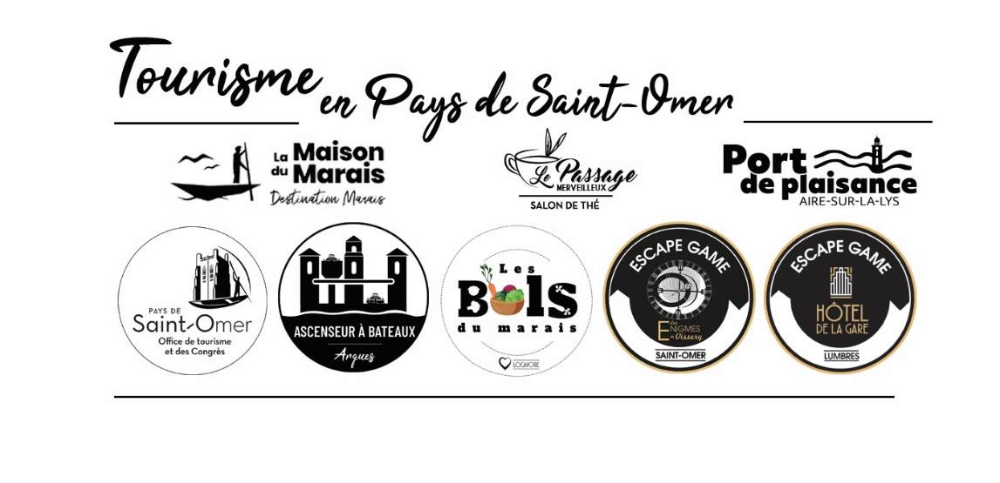 Tourisme en Pays de Saint-Omer
La Maison
du Marais
Destination Marais
Le Passage
MERVEILLEUX
SALON DE THÉ
Port
de plaisance
AIRE-SUR-LA-LYS
PAYS DE
Saint-Omer
Office de tourisme
et des Congrès
ASCENSEUR À BATEAUX
Arques
Les
Bols
du marais
LOCAVORE
ESCAPE GAME
Les
ENIGMES
de Vissery
SAINT-OMER
ESCAPE GAME
HÔTEL
DE LA GARE
LUMBRES